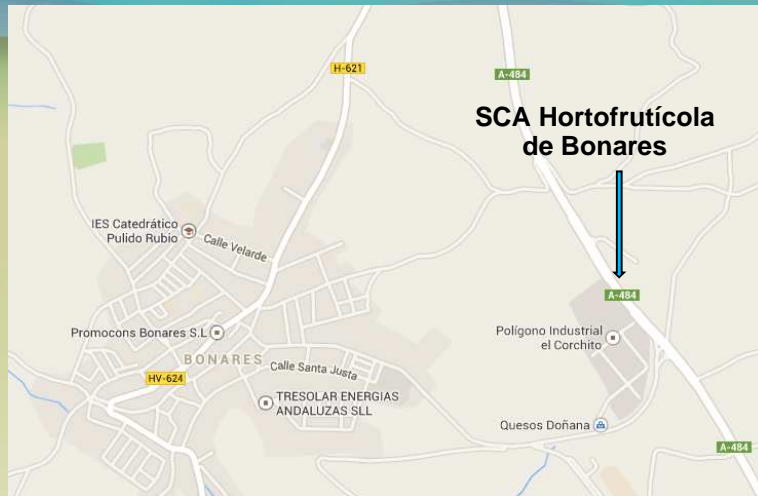 H-621
A-484
SCA Hortofrutícola
de Bonares
IES Catedrático
Pulido Rubio
Calle Velarde
A-484
Promocons Bonares S.L
Polígono Industrial
el Corchito
BONARES
Calle Santa Justa
HV-624
TRESOLAR ENERGIAS
ANDALUZAS SLL
Quesos Doñana
A-484